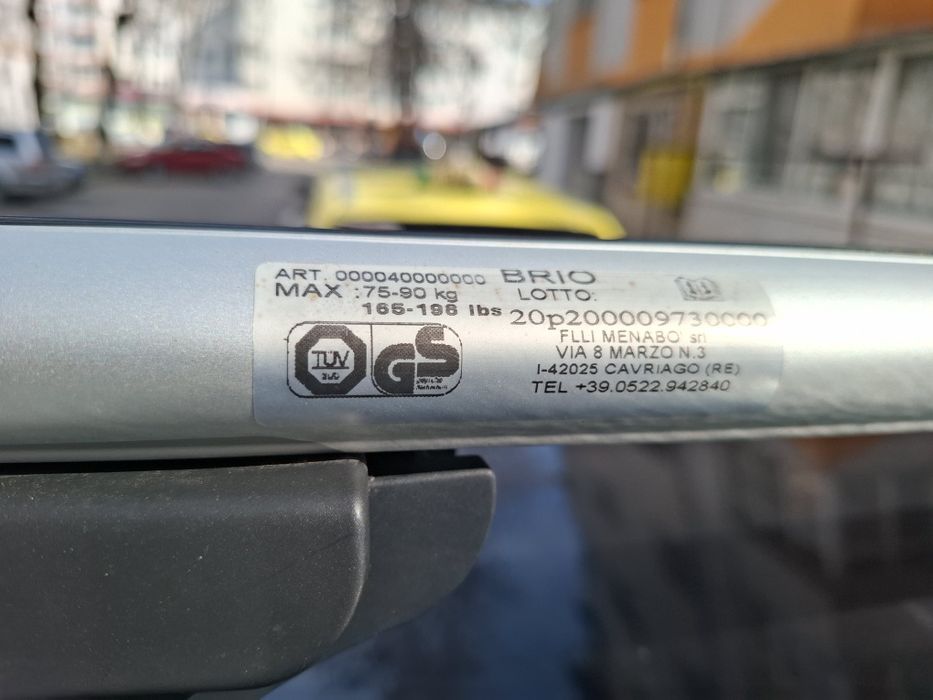 ART. 000040000000 BRIO
MAX :75-90 kg LOTTO:
165-198 lbs 20p200009730000
FLLI MENABO' srl
VIA 8 MARZO N.3
I-42025 CAVRIAGO (RE)
TEL +39.0522.942840
TÜV
GS